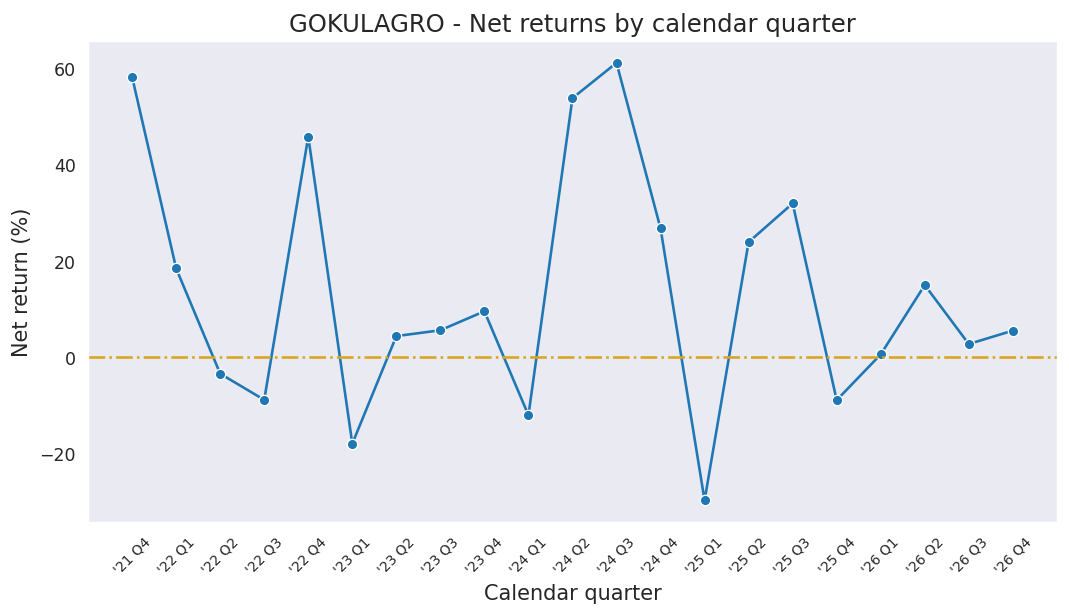 GOKULAGRO - Net returns by calendar quarter
Net return (%)
60
40
20
0
−20
'21 Q4
'22 Q1
'22 Q2
'22 Q3
'22 Q4
'23 Q1
'23 Q2
'23 Q3
'23 Q4
'24 Q1
'24 Q2
'24 Q3
'24 Q4
'25 Q1
'25 Q2
'25 Q3
'25 Q4
'26 Q1
'26 Q2
'26 Q3
'26 Q4
Calendar quarter